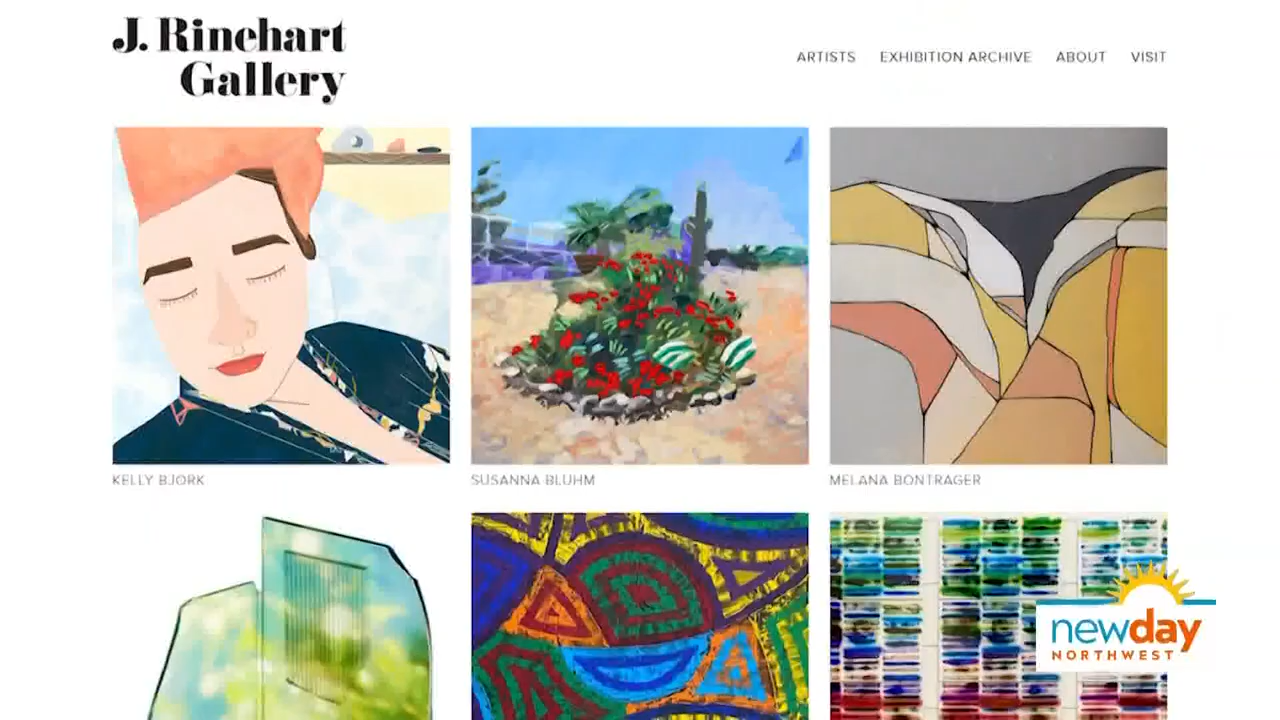 J. Rinehart
Gallery
ARTISTS EXHIBITION ARCHIVE ABOUT VISIT
KELLY BJORK
SUSANNA BLUHM
MELANA BONTRAGER
newday
NORTHWEST